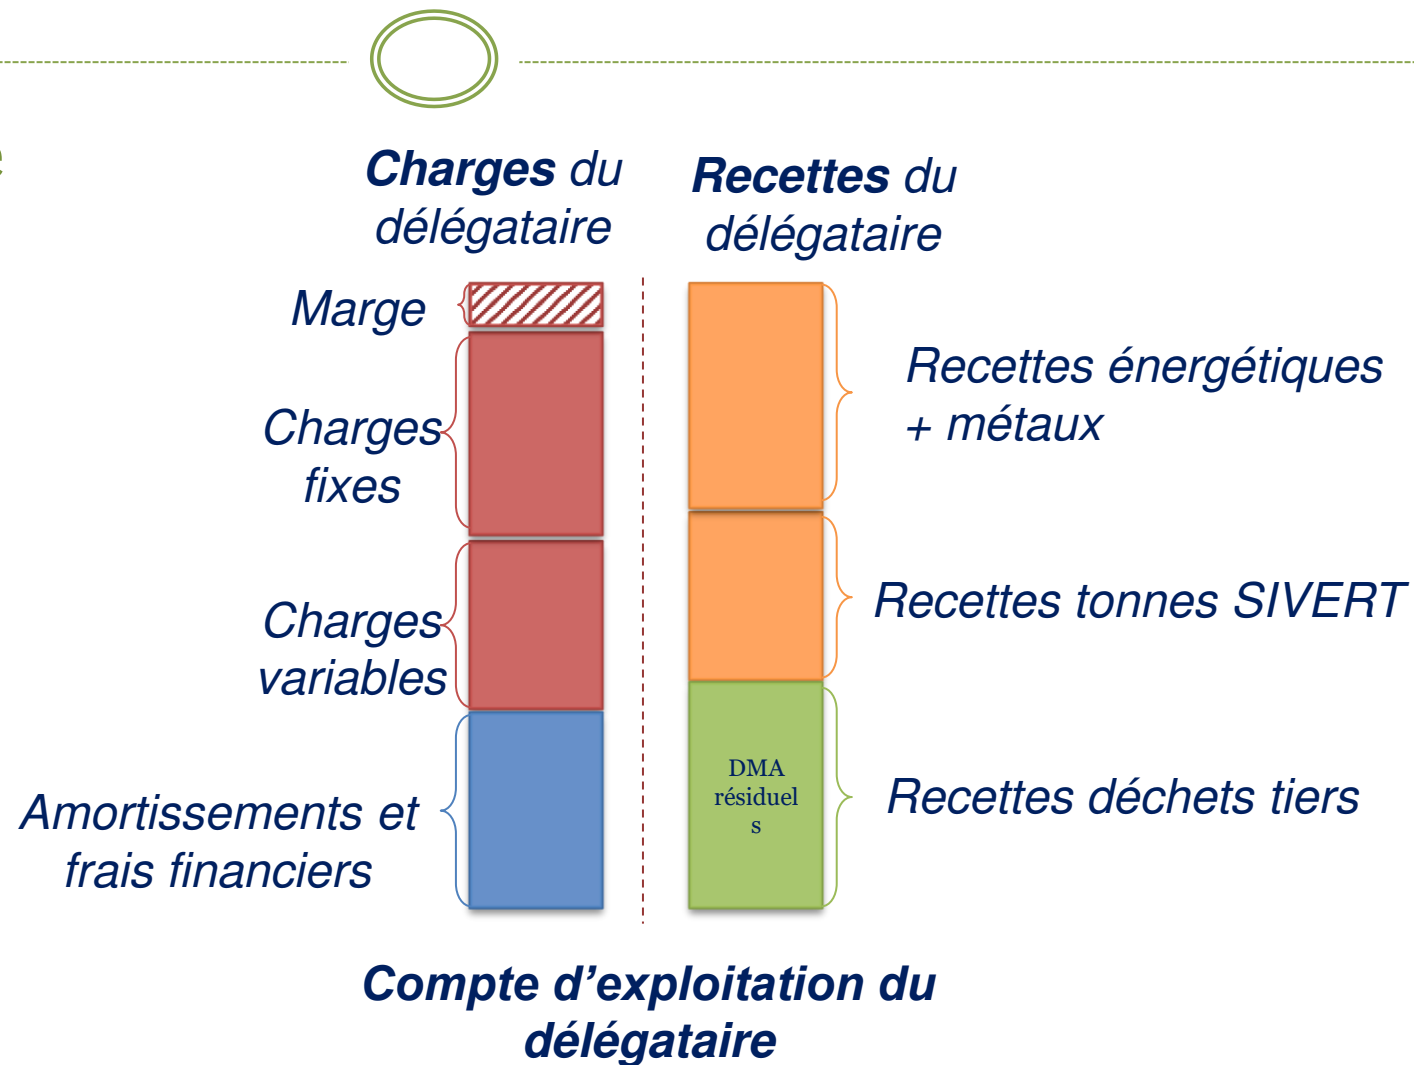 Charges du
délégataire
Recettes du
délégataire
Marge
Charges
fixes
Charges
variables
Amortissements et
frais financiers
Recettes énergétiques
+ métaux
Recettes tonnes SIVERT
DMA
résiduel
s
Recettes déchets tiers
Compte d’exploitation du
délégataire